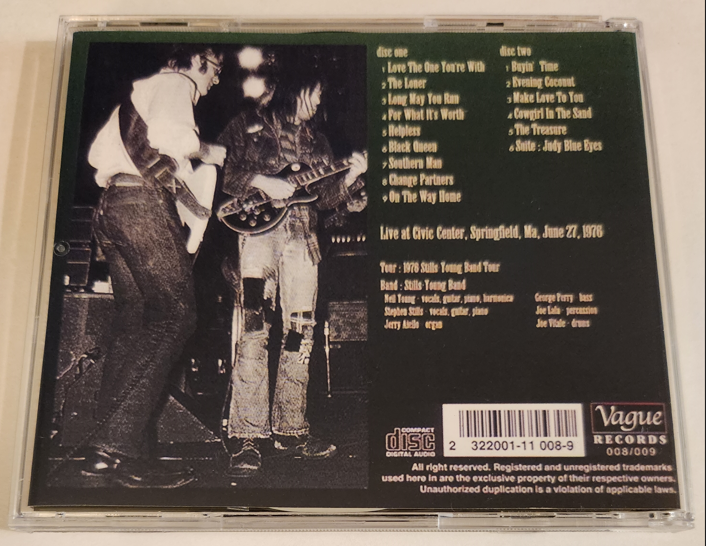 disc one
1 Love The One You're With
2 The Loner
3 Long May You Run
4 For What It's Worth
5 Helpless
6 Black Queen
7 Southern Man
8 Change Partners
9 On The Way Home
disc two
1 Buyin' Time
2 Evening Coconut
3 Make Love To You
4 Cowgirl In The Sand
5 The Treasure
6 Suite : Judy Blue Eyes
Live at Civic Center, Springfield, Ma, June 27, 1976
Tour : 1976 Stills Young Band Tour
Band : Stills-Young Band
Neil Young - vocals, guitar, piano, harmonica
Stephen Stills - vocals, guitar, piano
Jerry Aiello - organ
George Perry - bass
Joe Lala - percussion
Joe Vitale - drums
COMPACT
disc
DIGITAL AUDIO
2 322001-11 008-9
Vague
RECORDS
008/009
All right reserved. Registered and unregistered trademarks
used here in are the exclusive property of their respective owners.
Unauthorized duplication is a violation of applicable laws.